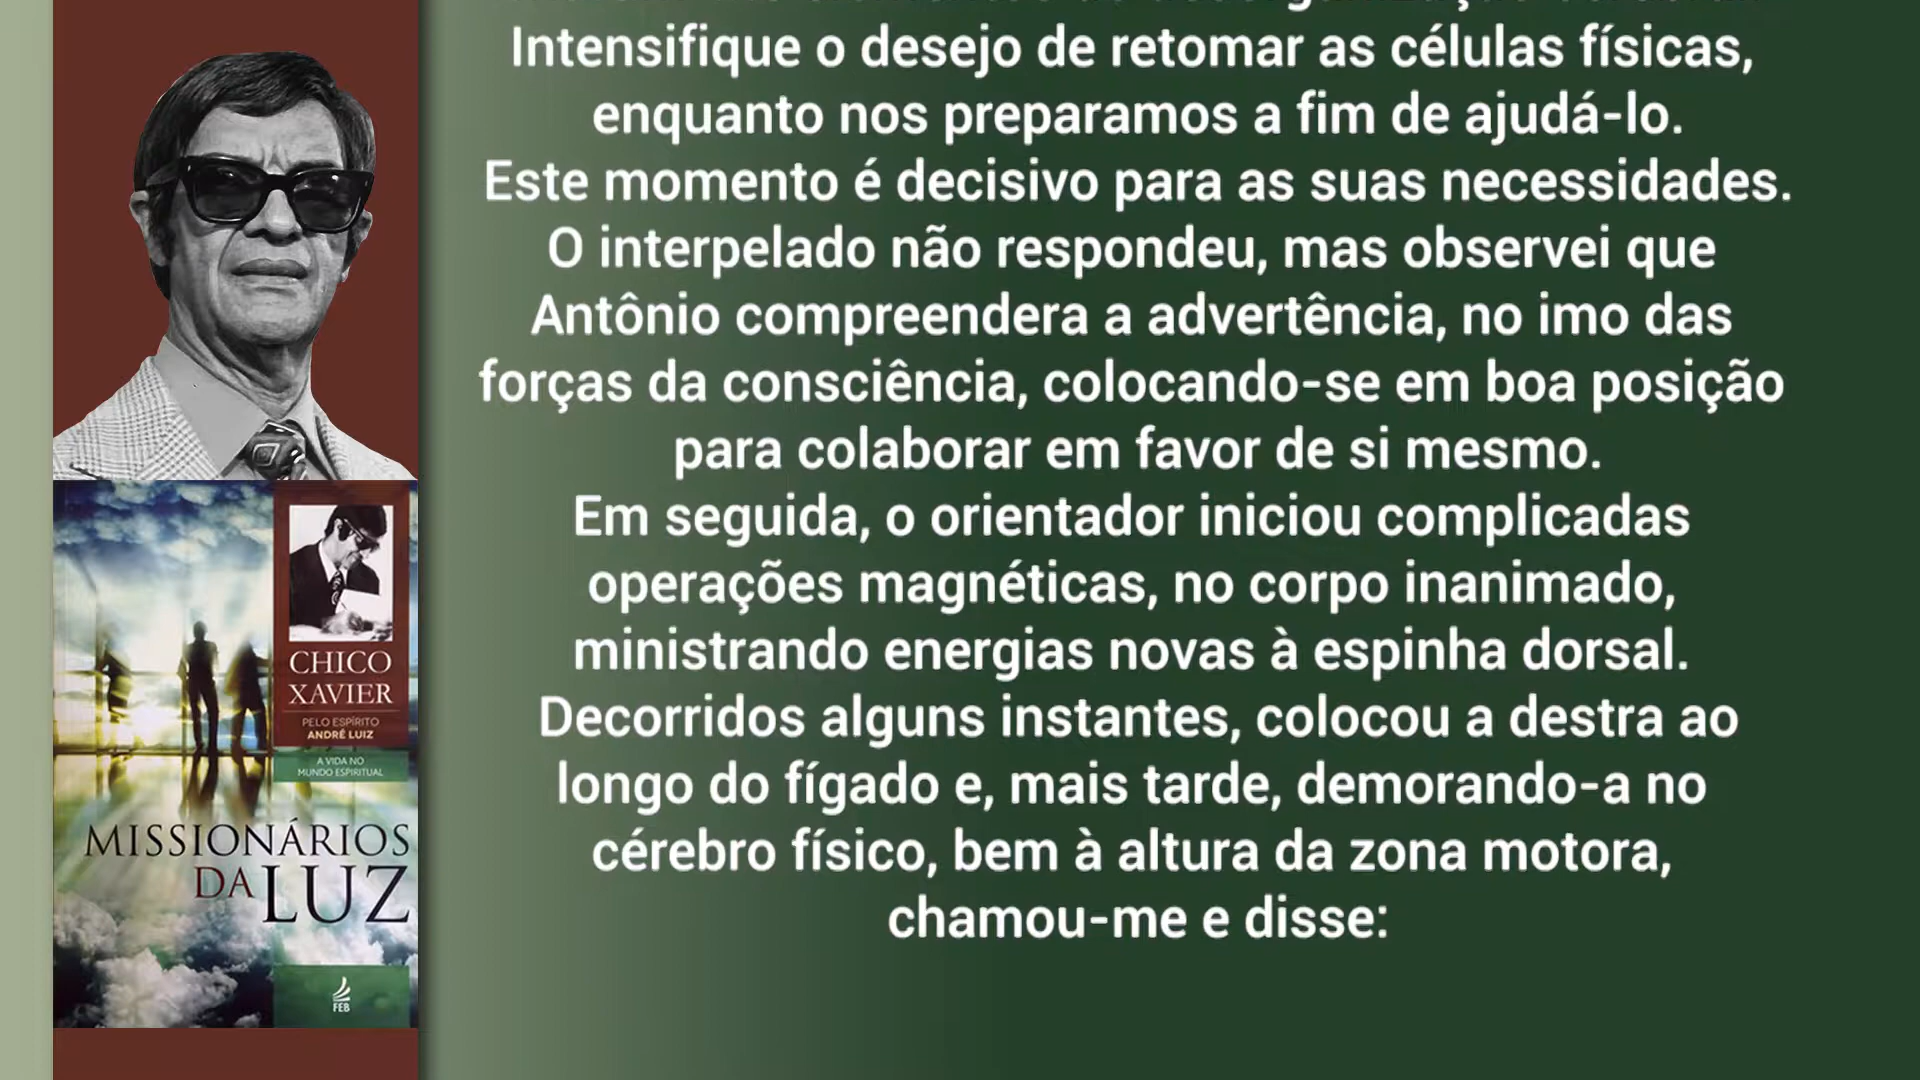 Intensifique o desejo de retomar as células físicas,
enquanto nos preparamos a fim de ajudá-lo.
Este momento é decisivo para as suas necessidades.
O interpelado não respondeu, mas observei que
Antônio compreendera a advertência, no imo das
forças da consciência, colocando-se em boa posição
para colaborar em favor de si mesmo.
Em seguida, o orientador iniciou complicadas
operações magnéticas, no corpo inanimado,
ministrando energias novas à espinha dorsal.
Decorridos alguns instantes, colocou a destra ao
longo do fígado e, mais tarde, demorando-a no
cérebro físico, bem à altura da zona motora,
chamou-me e disse:
CHICO
XAVIER
PELO ESPÍRITO
ANDRÉ LUIZ
A VIDA NO
MUNDO ESPIRITUAL
MISSIONÁRIOS
DA LUZ
FEB